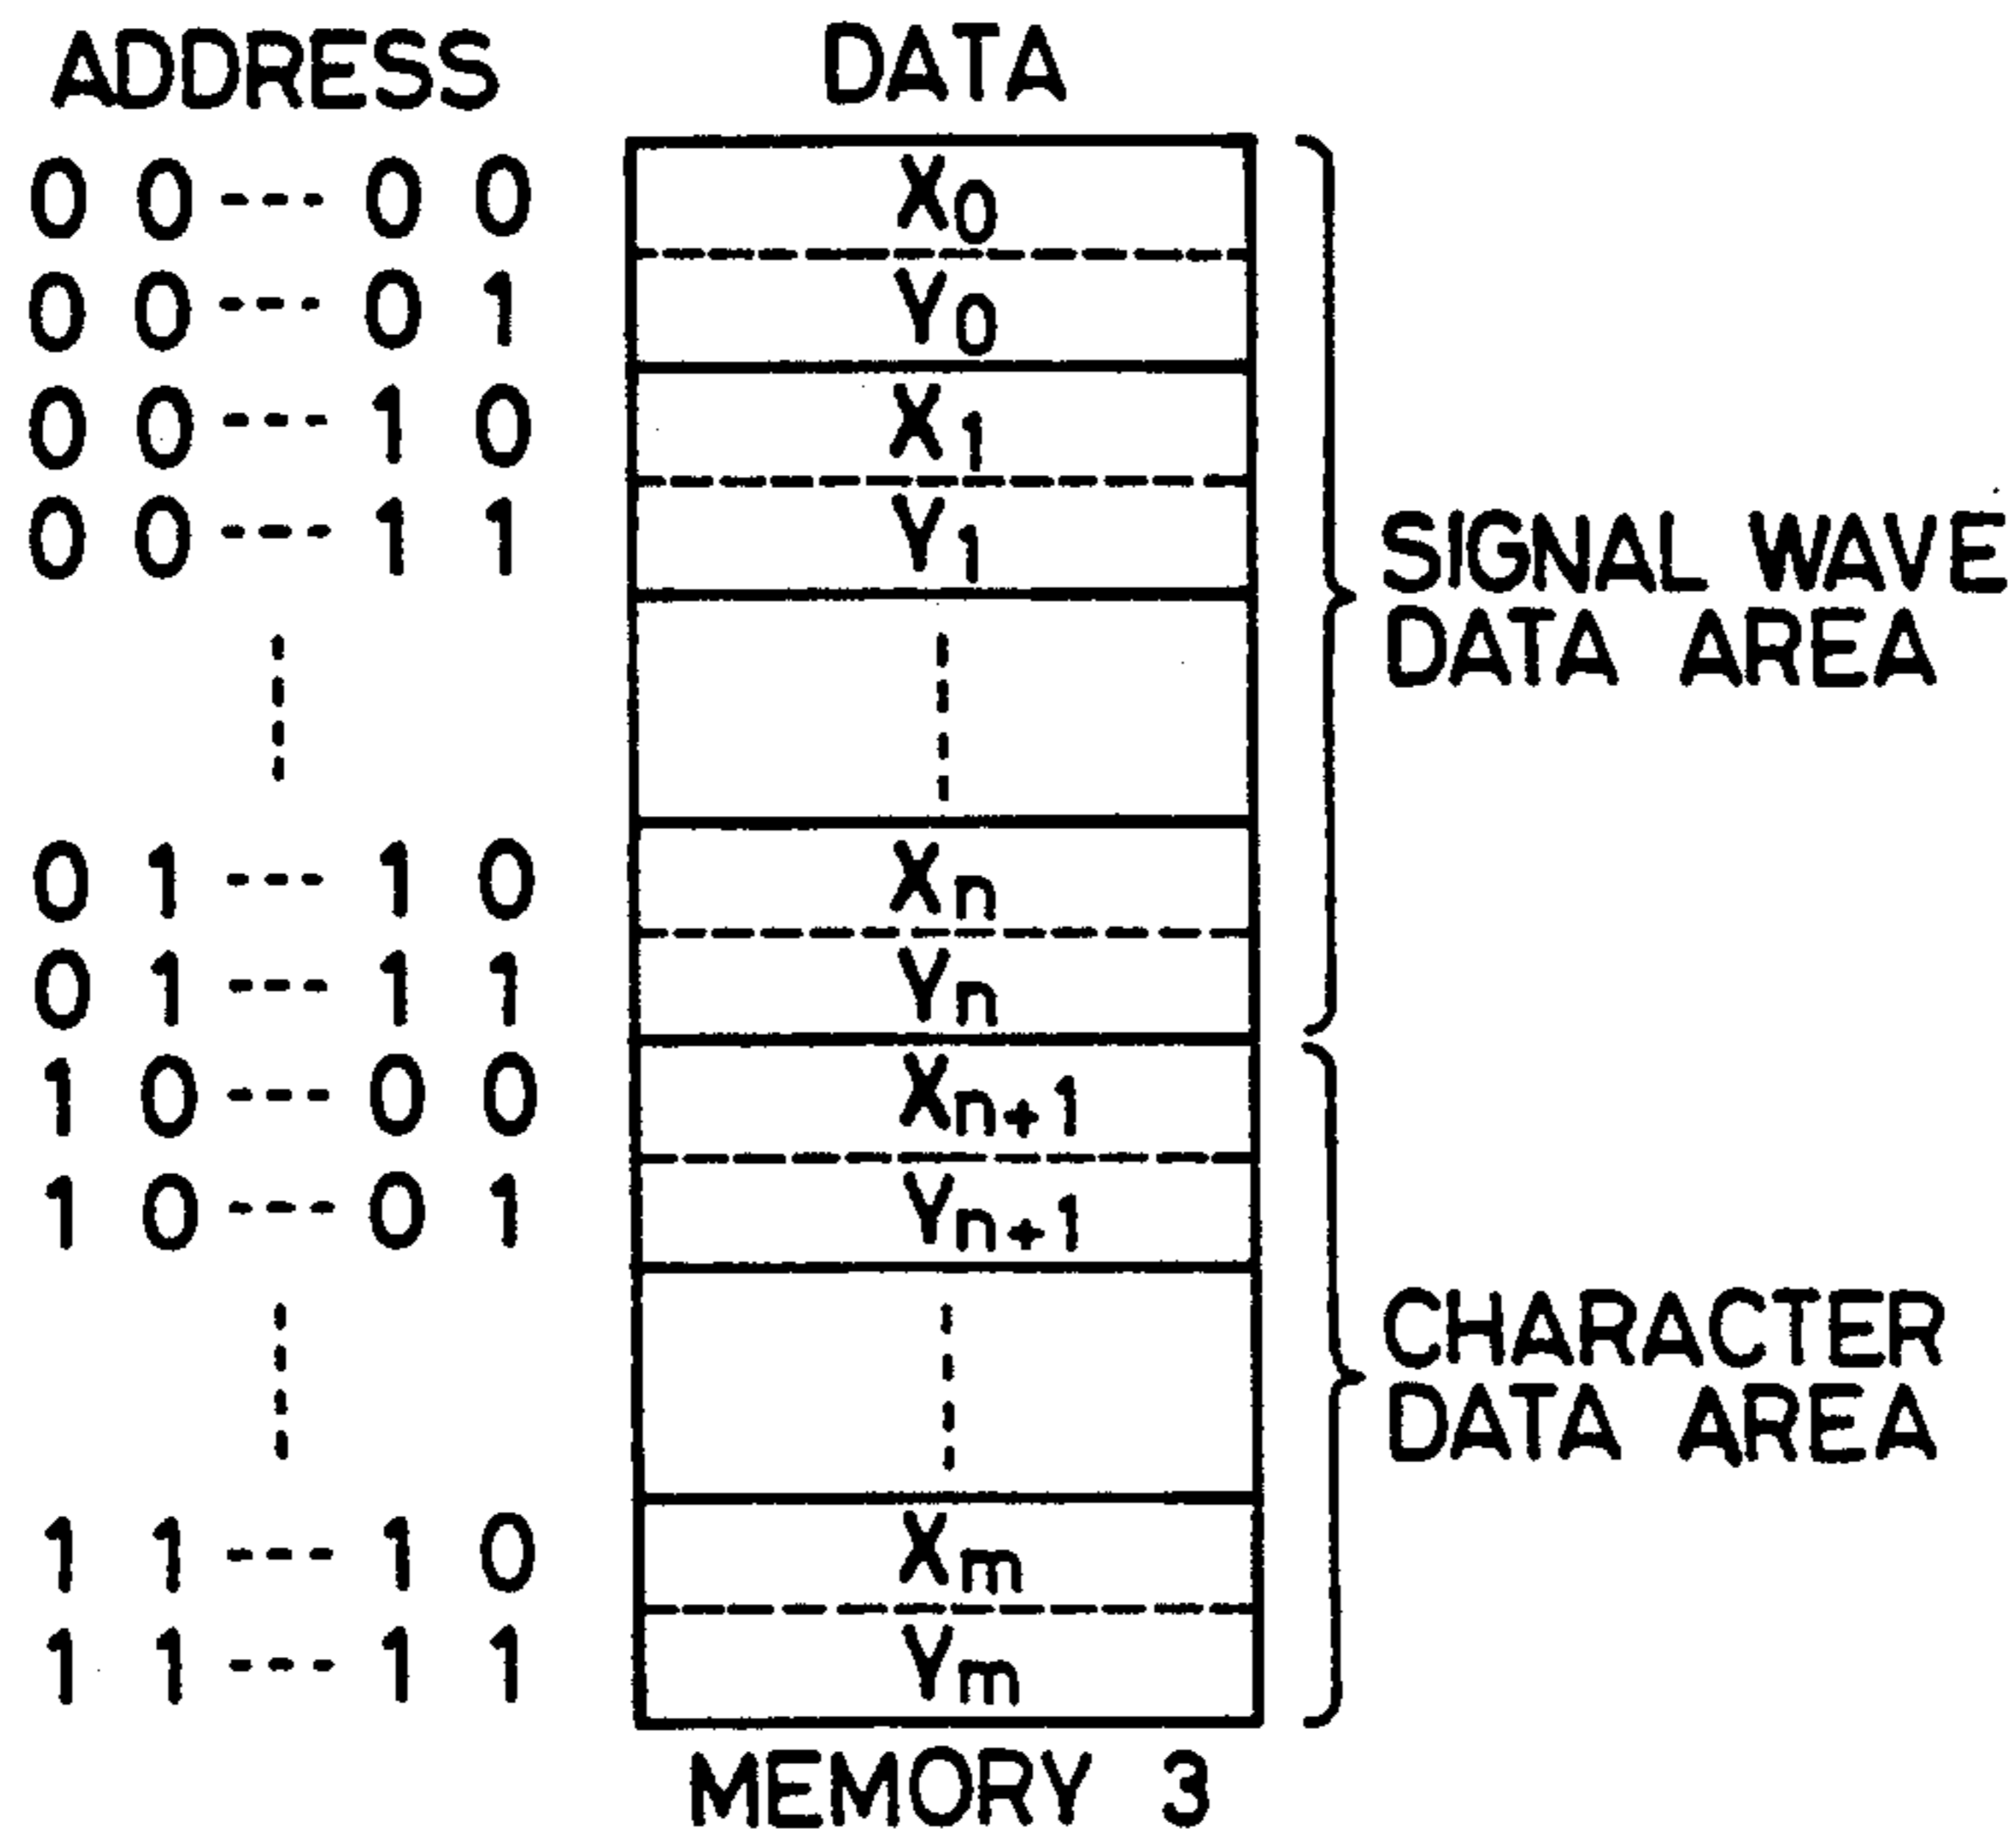 ADDRESS DATA
0 0 --- 0 0 X0
0 0 --- 0 1 Y0
0 0 --- 1 0 X1
0 0 --- 1 1 Y1
SIGNAL WAVE
DATA AREA
0 1 --- 1 0 Xn
0 1 --- 1 1 Yn
1 0 --- 0 0 Xn+1
1 0 --- 0 1 Yn+1
CHARACTER
DATA AREA
1 1 --- 1 0 Xm
1 1 --- 1 1 Ym
MEMORY 3